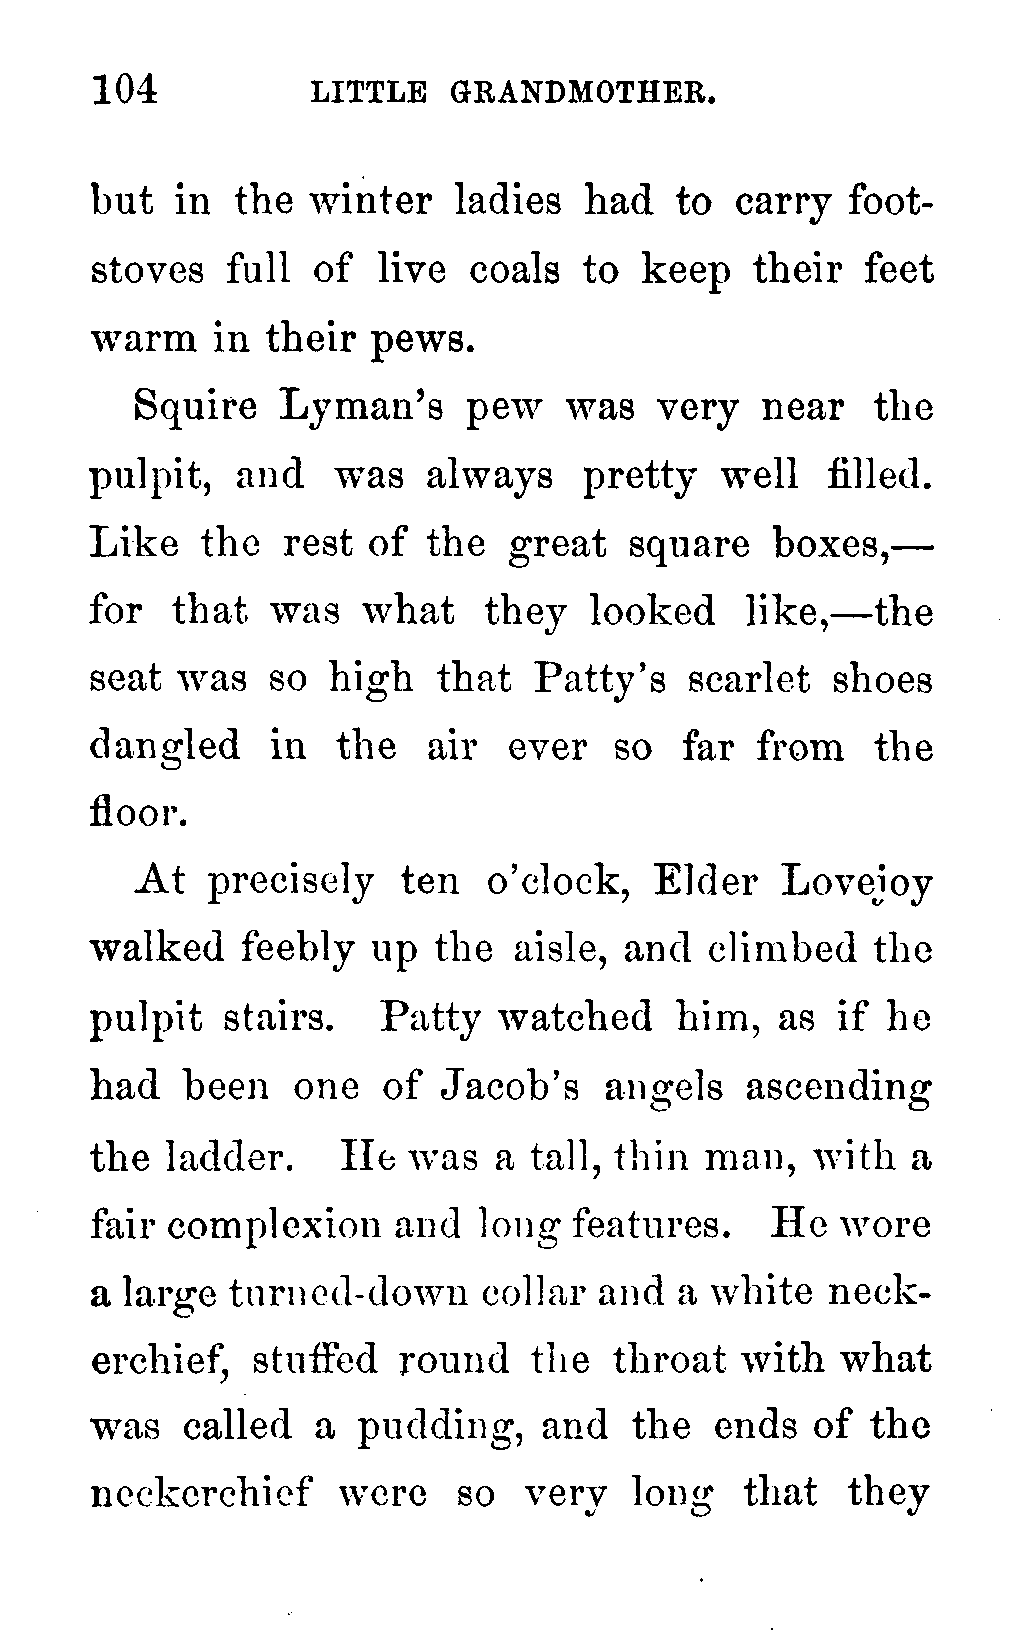 104 LITTLE GRANDMOTHER.
but in the winter ladies had to carry foot-
stoves full of live coals to keep their feet
warm in their pews.
Squire Lyman's pew was very near the
pulpit, and was always pretty well filled.
Like the rest of the great square boxes,—
for that was what they looked like,—the
seat was so high that Patty's scarlet shoes
dangled in the air ever so far from the
floor.
At precisely ten o'clock, Elder Lovejoy
walked feebly up the aisle, and climbed the
pulpit stairs. Patty watched him, as if he
had been one of Jacob's angels ascending
the ladder. He was a tall, thin man, with a
fair complexion and long features. He wore
a large turned-down collar and a white neck-
erchief, stuffed round the throat with what
was called a pudding, and the ends of the
neckerchief were so very long that they